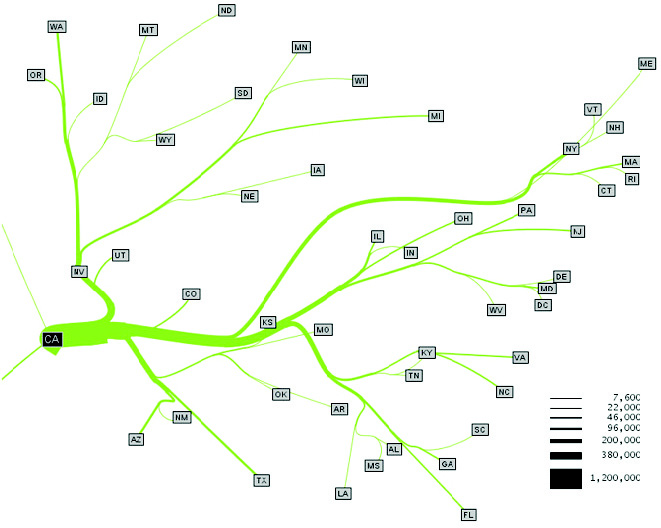 ND
WA
MT
MN
ME
OR
WI
SD
ID
VT
MI
NH
WY
NY
MA
IA
RI
CT
NE
PA
OH
NJ
IL
IN
UT
NV
DE
MD
CO
DC
WV
KS
MO
CA
KY
VA
TN
OK
NC
AR
7,600
22,000
NM
46,000
SC
96,000
AZ
200,000
AL
380,000
GA
MS
TX
1,200,000
LA
FL